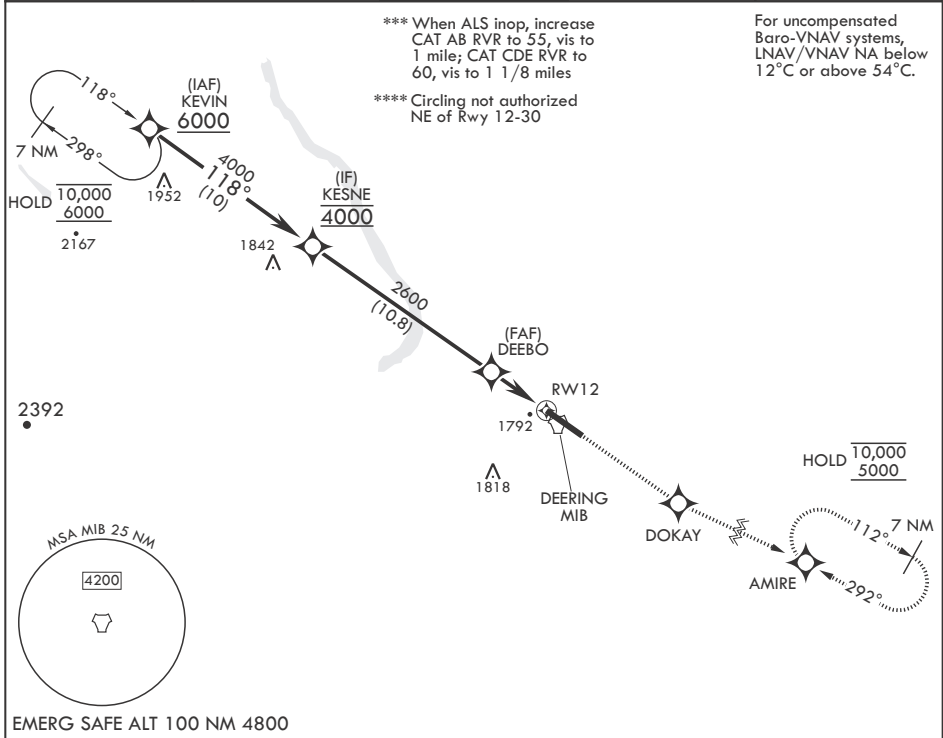 *** When ALS inop, increase
CAT AB RVR to 55, vis to
1 mile; CAT CDE RVR to
60, vis to 1 1/8 miles
**** Circling not authorized
NE of Rwy 12-30
For uncompensated
Baro-VNAV systems,
LNAV/VNAV NA below
12°C or above 54°C.
118°
(IAF)
KEVIN
6000
7 NM
298°
HOLD 10,000
6000
1952
2167
4000
118°
(10)
(IF)
KESNE
4000
1842
2600
(10.8)
(FAF)
DEEBO
RW12
1792
2392
1818
DEERING
MIB
DOKAY
HOLD 10,000
5000
112°
7 NM
AMIRE
292°
MSA MIB 25 NM
4200
EMERG SAFE ALT 100 NM 4800